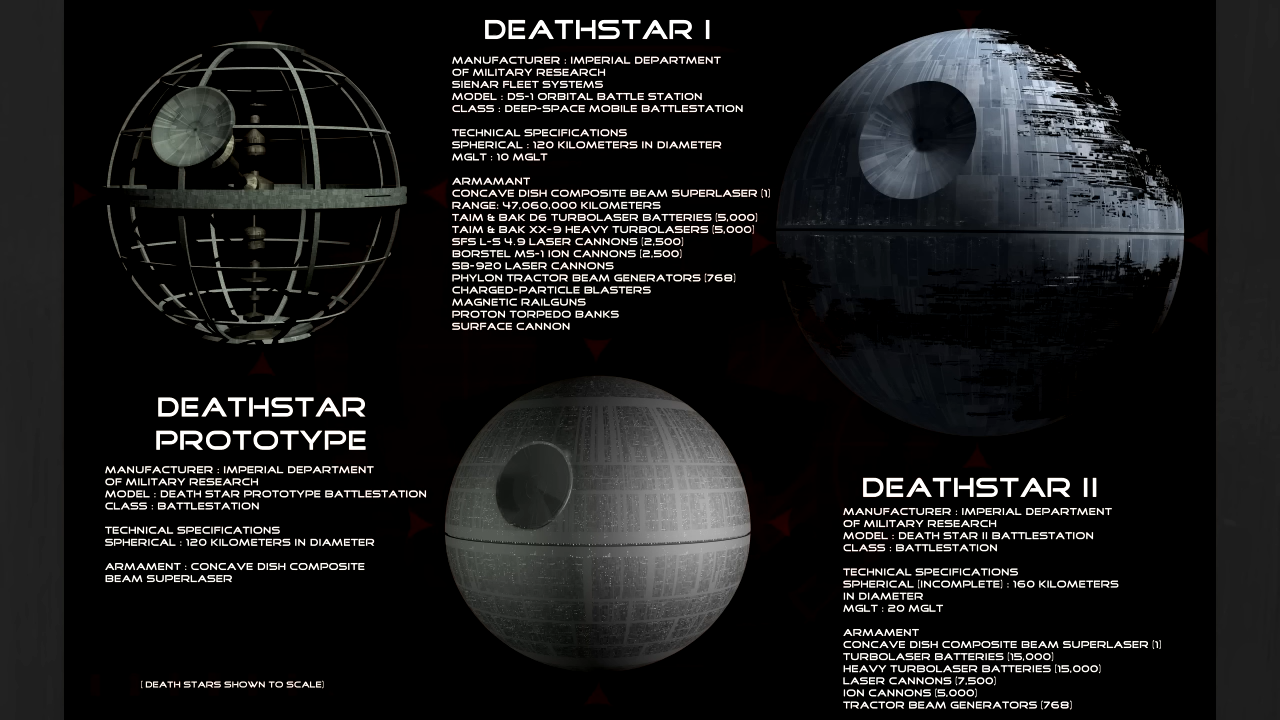 DEATHSTAR I
MANUFACTURER : IMPERIAL DEPARTMENT
OF MILITARY RESEARCH
SIENAR FLEET SYSTEMS
MODEL : DS-1 ORBITAL BATTLE STATION
CLASS : DEEP-SPACE MOBILE BATTLESTATION
TECHNICAL SPECIFICATIONS
SPHERICAL : 120 KILOMETERS IN DIAMETER
MGLT : 10 MGLT
ARMAMANT
CONCAVE DISH COMPOSITE BEAM SUPERLASER (1)
RANGE: 47,060,000 KILOMETERS
TAIM & BAK D6 TURBOLASER BATTERIES (5,000)
TAIM & BAK XX-9 HEAVY TURBOLASERS (5,000)
SFS L-S 4.9 LASER CANNONS (2,500)
BORSTEL MS-1 ION CANNONS (2,500)
SB-920 LASER CANNONS
PHYLON TRACTOR BEAM GENERATORS (768)
CHARGED-PARTICLE BLASTERS
MAGNETIC RAILGUNS
PROTON TORPEDO BANKS
SURFACE CANNON
DEATHSTAR
PROTOTYPE
MANUFACTURER : IMPERIAL DEPARTMENT
OF MILITARY RESEARCH
MODEL : DEATH STAR PROTOTYPE BATTLESTATION
CLASS : BATTLESTATION
TECHNICAL SPECIFICATIONS
SPHERICAL : 120 KILOMETERS IN DIAMETER
ARMAMENT : CONCAVE DISH COMPOSITE
BEAM SUPERLASER
( DEATH STARS SHOWN TO SCALE)
DEATHSTAR II
MANUFACTURER : IMPERIAL DEPARTMENT
OF MILITARY RESEARCH
MODEL : DEATH STAR II BATTLESTATION
CLASS : BATTLESTATION
TECHNICAL SPECIFICATIONS
SPHERICAL (INCOMPLETE) : 160 KILOMETERS
IN DIAMETER
MGLT : 20 MGLT
ARMAMENT
CONCAVE DISH COMPOSITE BEAM SUPERLASER (1)
TURBOLASER BATTERIES (15,000)
HEAVY TURBOLASER BATTERIES (15,000)
LASER CANNONS (7,500)
ION CANNONS (5,000)
TRACTOR BEAM GENERATORS (768)